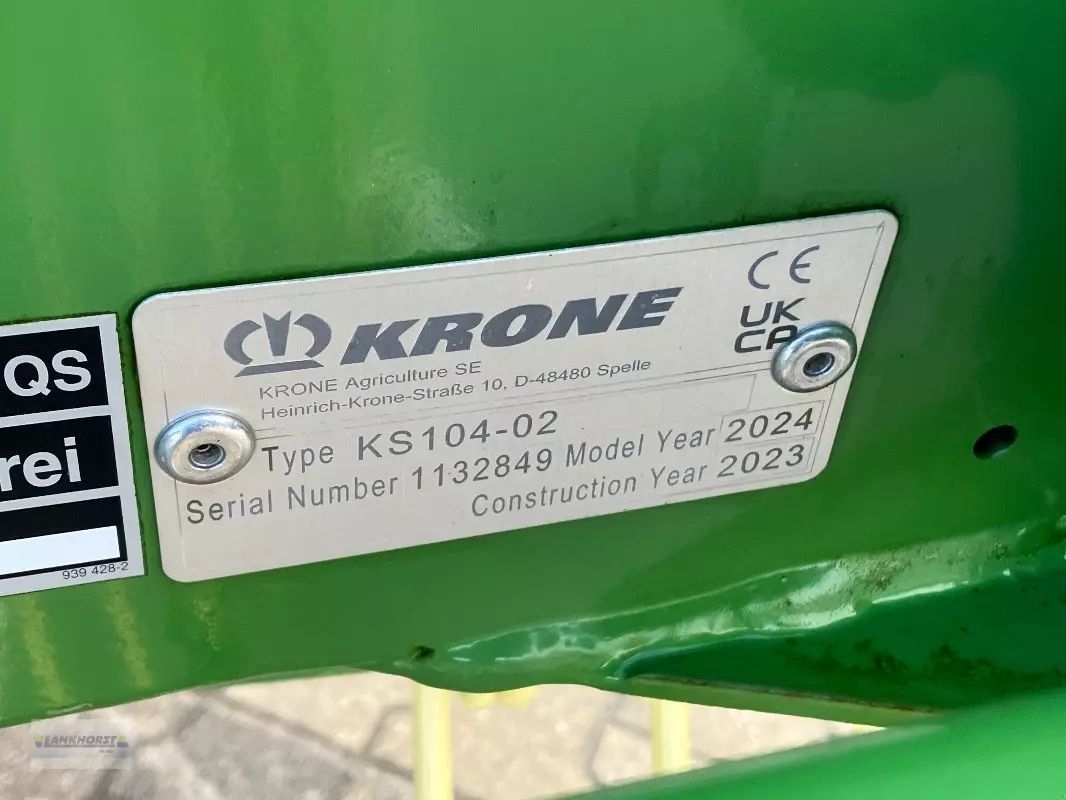 KRONE
CE
UK
CA
KRONE Agriculture SE
Heinrich-Krone-Straße 10, D-48480 Spelle
Type KS104-02
Serial Number 1132849 Model Year 2024
Construction Year 2023
QS
rei
939 428-2
LANKHORST